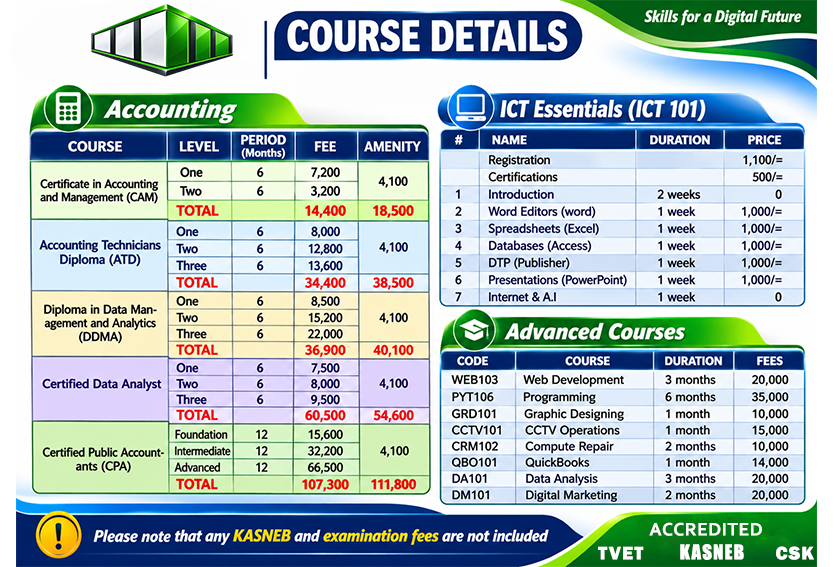 Skills for a Digital Future
COURSE DETAILS
Accounting
COURSE LEVEL PERIOD (Months) FEE AMENITY
Certificate in Accounting and Management (CAM)
One 6 7,200 4,100
Two 6 3,200
TOTAL 14,400 18,500
Accounting Technicians Diploma (ATD)
One 6 8,000 4,100
Two 6 12,800
Three 6 13,600
TOTAL 34,400 38,500
Diploma in Data Man-
agement and Analytics
(DDMA)
One 6 8,500 4,100
Two 6 15,200
Three 6 22,000
TOTAL 36,900 40,100
Certified Data Analyst
One 6 7,500 4,100
Two 6 8,000
Three 6 9,500
TOTAL 60,500 54,600
Certified Public Account-
ants (CPA)
Foundation 12 15,600 4,100
Intermediate 12 32,200
Advanced 12 66,500
TOTAL 107,300 111,800
ICT Essentials (ICT 101)
# NAME DURATION PRICE
Registration 1,100/=
Certifications 500/=
1 Introduction 2 weeks 0
2 Word Editors (word) 1 week 1,000/=
3 Spreadsheets (Excel) 1 week 1,000/=
4 Databases (Access) 1 week 1,000/=
5 DTP (Publisher) 1 week 1,000/=
6 Presentations (PowerPoint) 1 week 1,000/=
7 Internet & A.I 1 week 0
Advanced Courses
CODE COURSE DURATION FEES
WEB103 Web Development 3 months 20,000
PYT106 Programming 6 months 35,000
GRD101 Graphic Designing 1 month 10,000
CCTV101 CCTV Operations 1 month 15,000
CRM102 Compute Repair 2 months 10,000
QBO101 QuickBooks 1 month 14,000
DA101 Data Analysis 3 months 20,000
DM101 Digital Marketing 2 months 20,000
Please note that any KASNEB and examination fees are not included
ACCREDITED
TVET KASNEB CSK